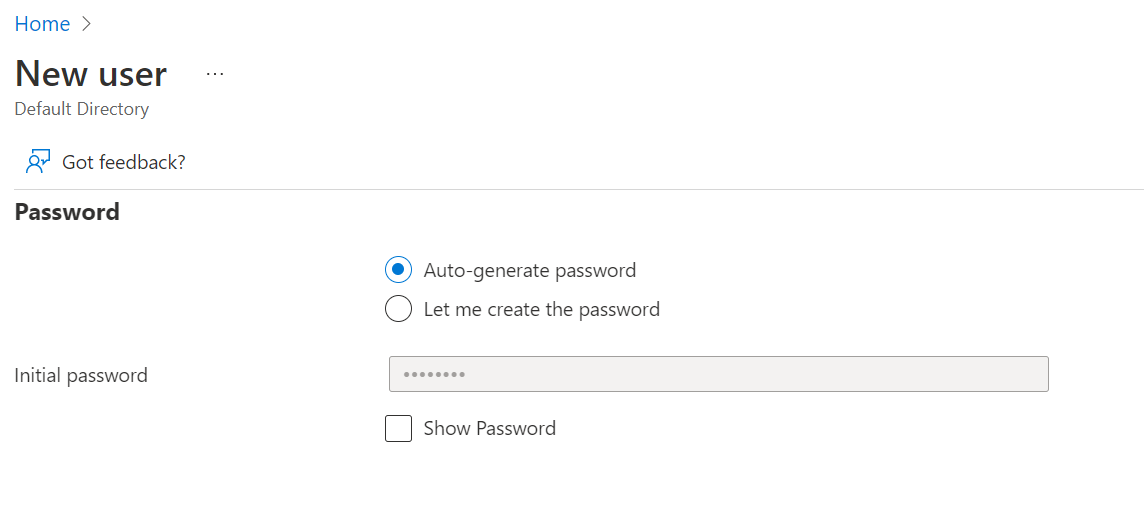 Home
New user ...
Default Directory
Got feedback?
Password
Auto-generate password
Let me create the password
Initial password ••••••••
Show Password